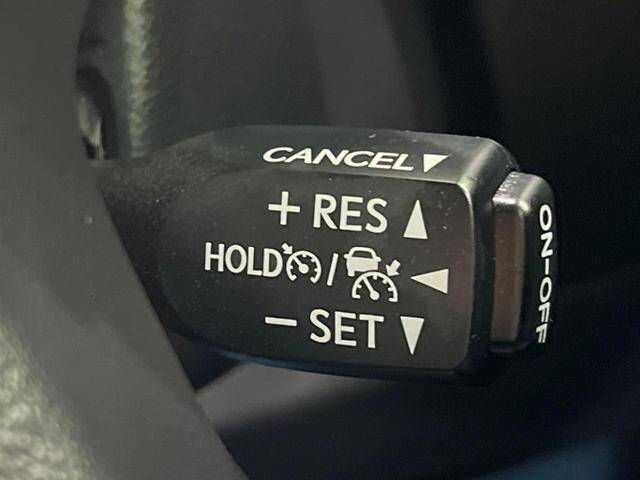 CANCEL▼
+ RES ▲
HOLD / ◀
− SET ▼
ON-OFF